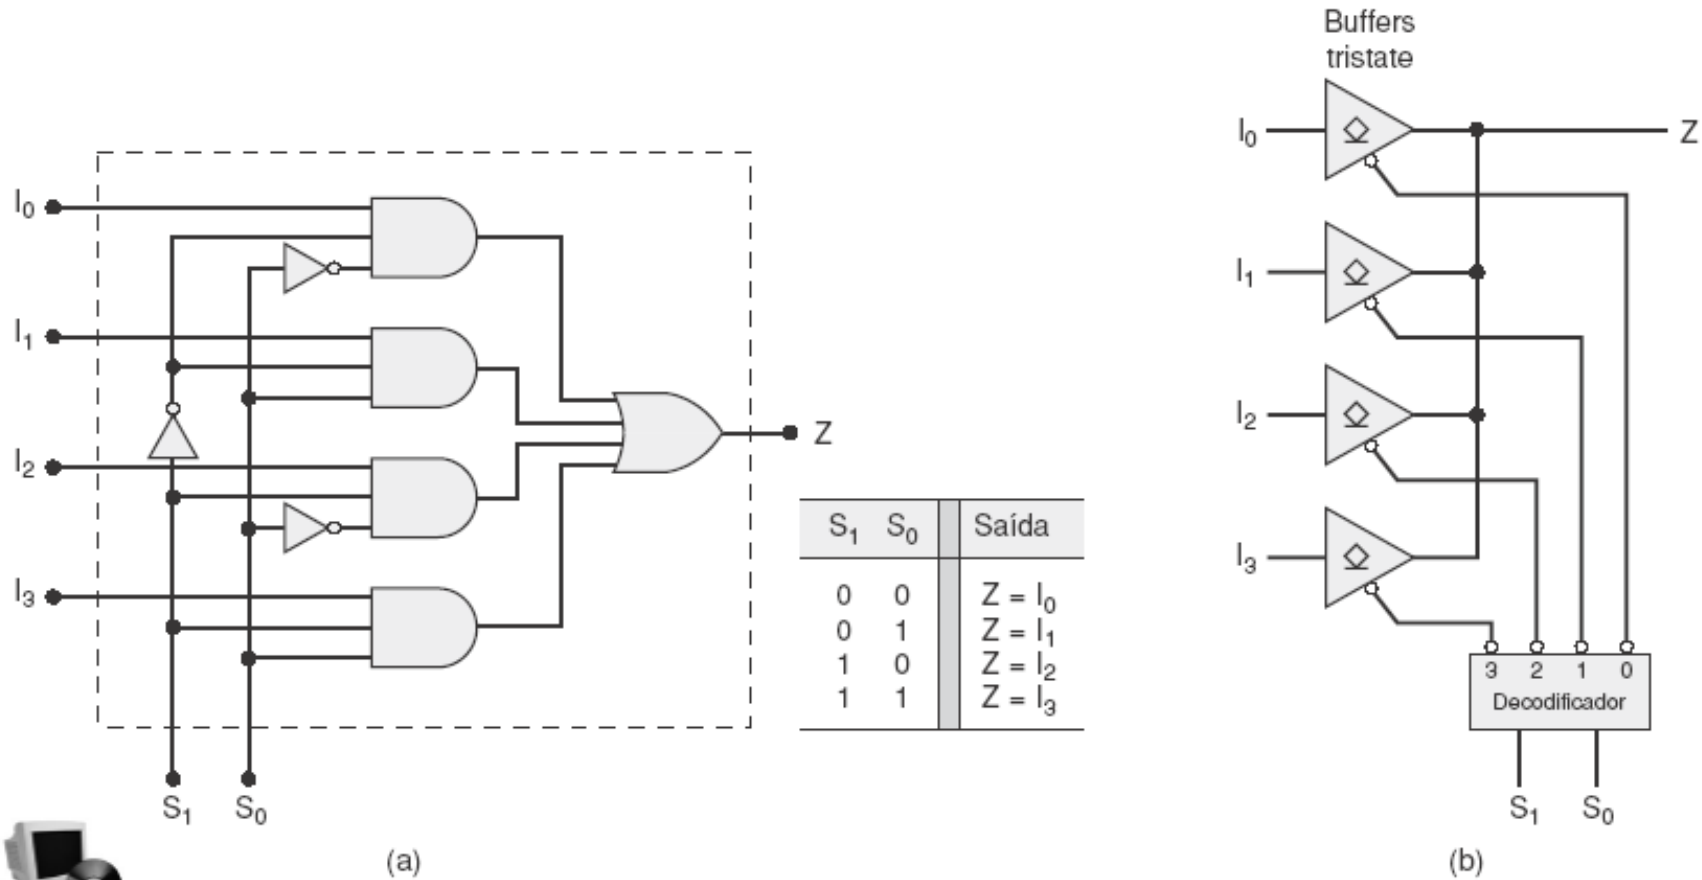 I0
I1
I2
I3
S1 S0
Z
(a)
S1 S0 Saída
0 0 Z = I0
0 1 Z = I1
1 0 Z = I2
1 1 Z = I3
Buffers
tristate
I0
Z
I1
I2
I3
3 2 1 0
Decodificador
S1 S0
(b)